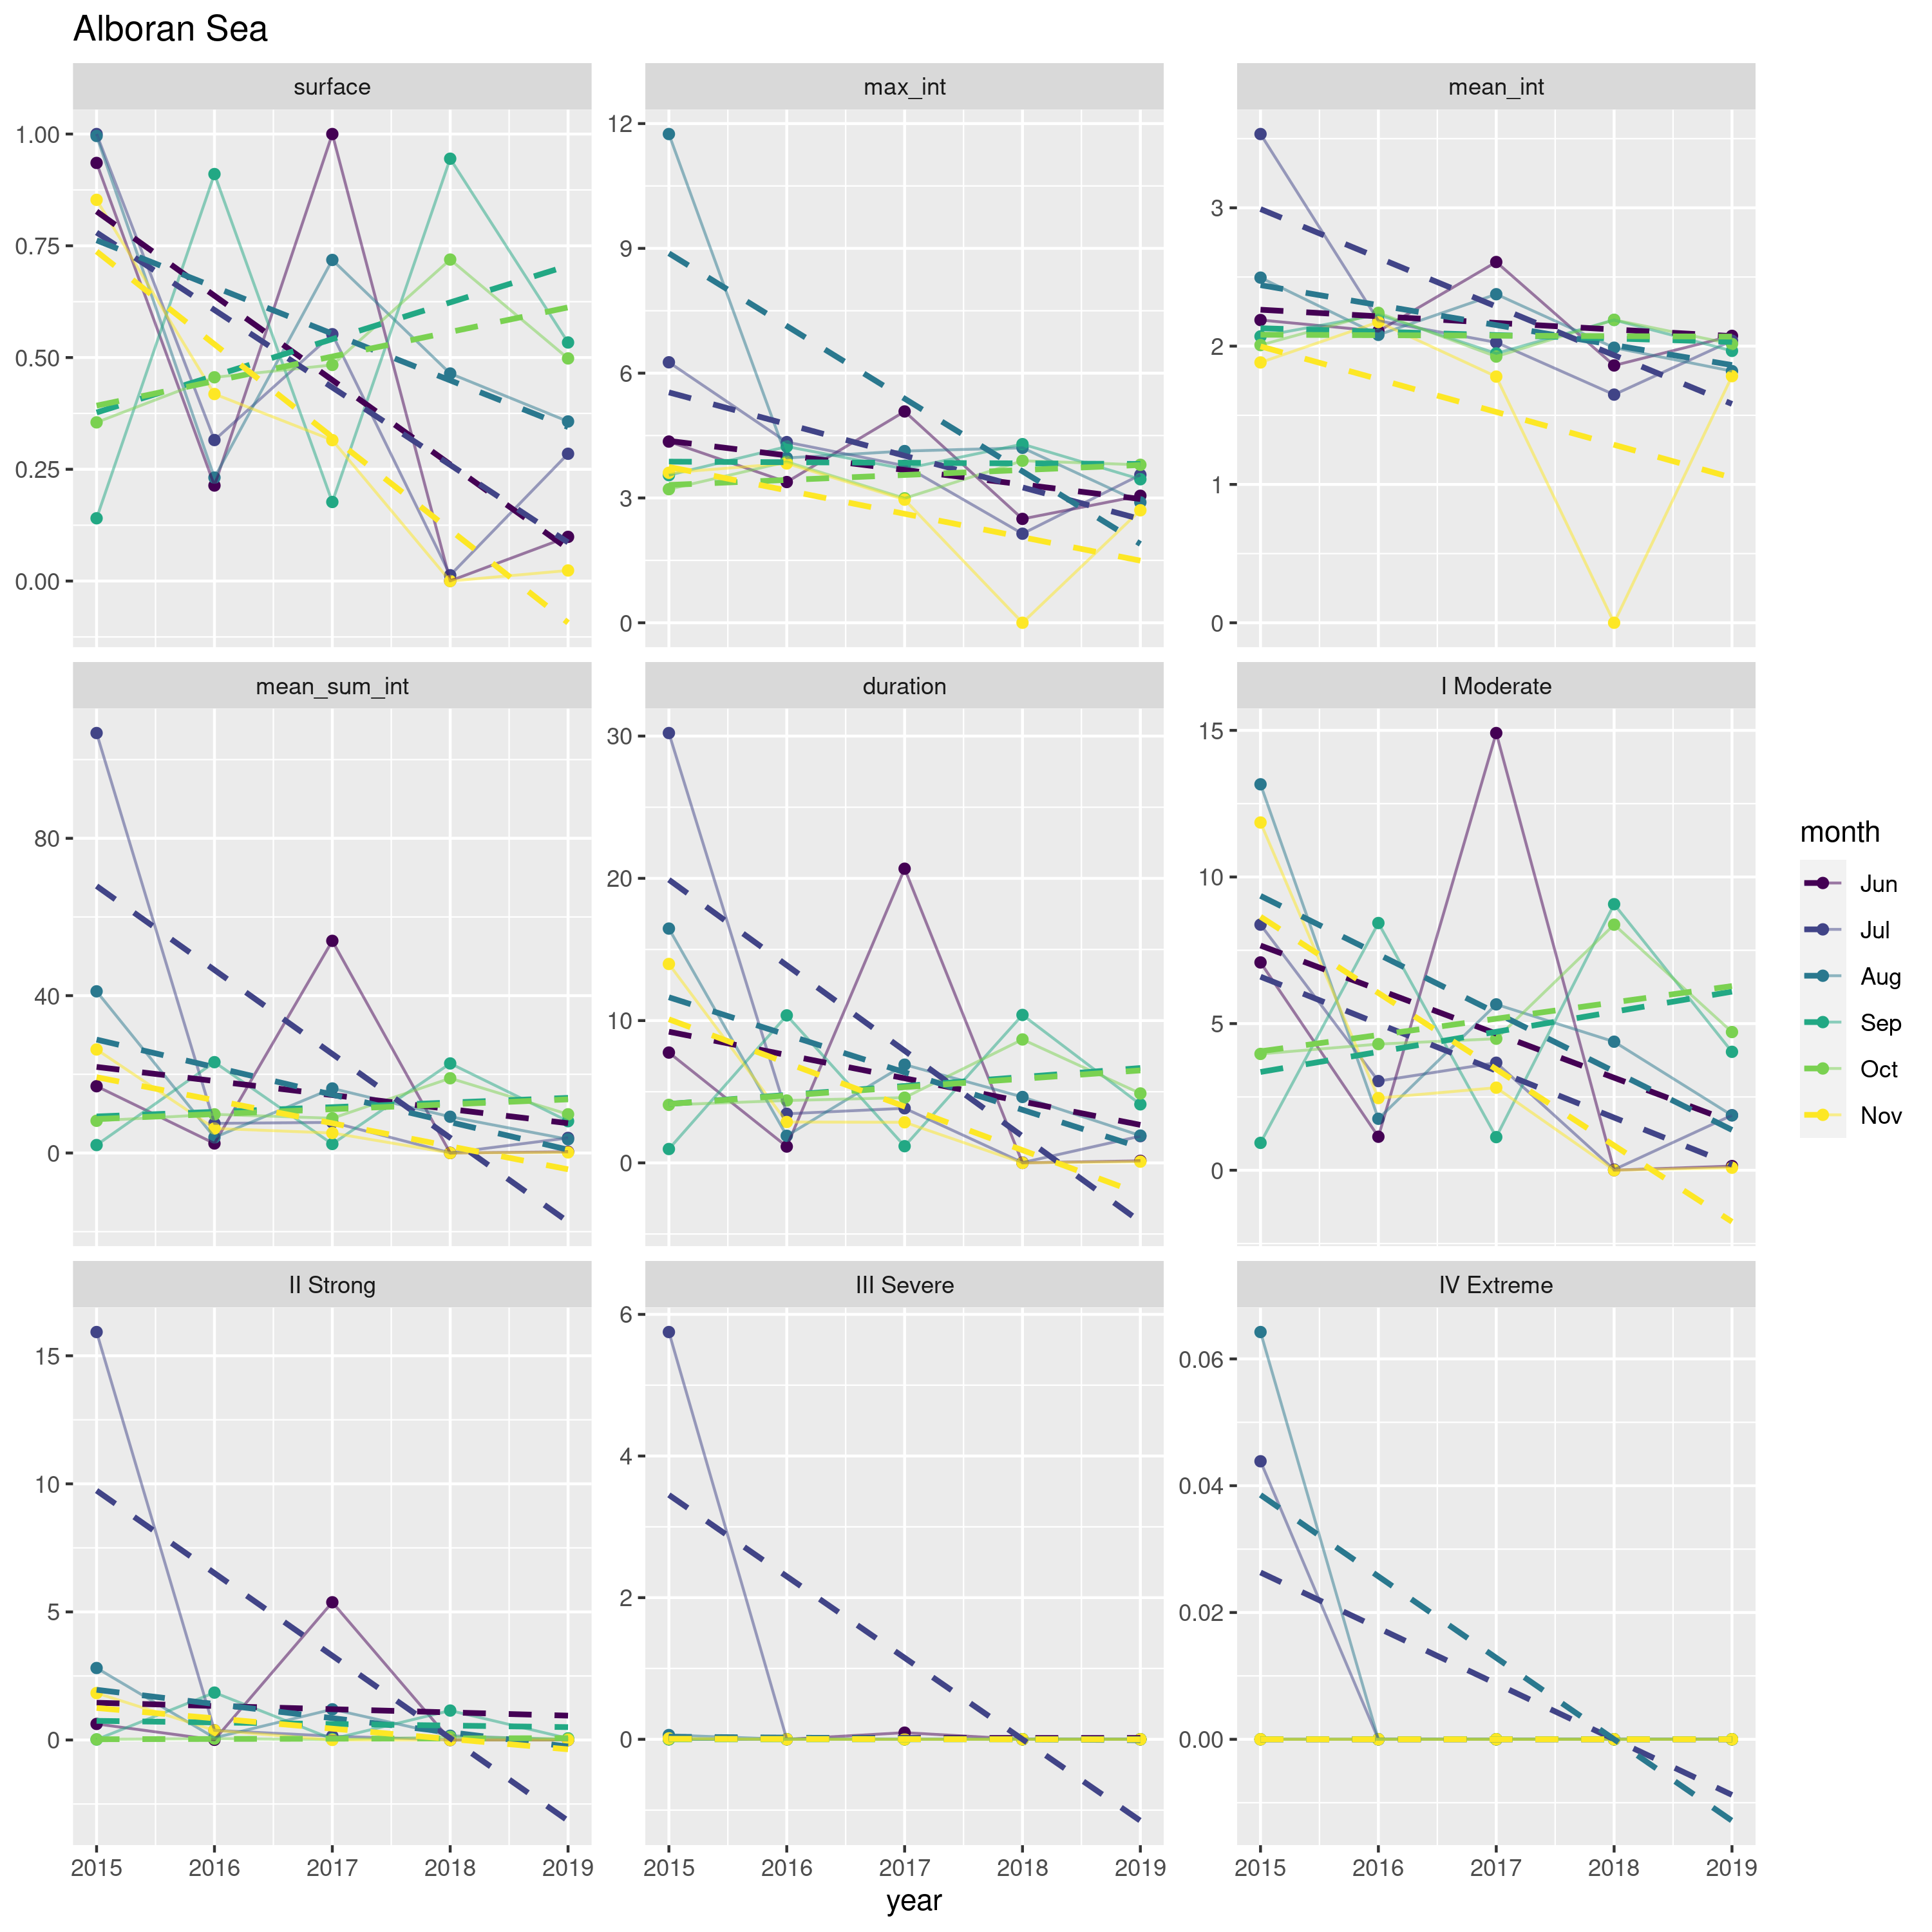 Alboran Sea
surface
max_int
mean_int
1.00
0.75
0.50
0.25
0.00
12
9
6
3
0
3
2
1
0
mean_sum_int
duration
I Moderate
80
40
0
30
20
10
0
15
10
5
0
II Strong
III Severe
IV Extreme
15
10
5
0
6
4
2
0
0.06
0.04
0.02
0.00
2015 2016 2017 2018 2019
2015 2016 2017 2018 2019
2015 2016 2017 2018 2019
year
month
Jun
Jul
Aug
Sep
Oct
Nov